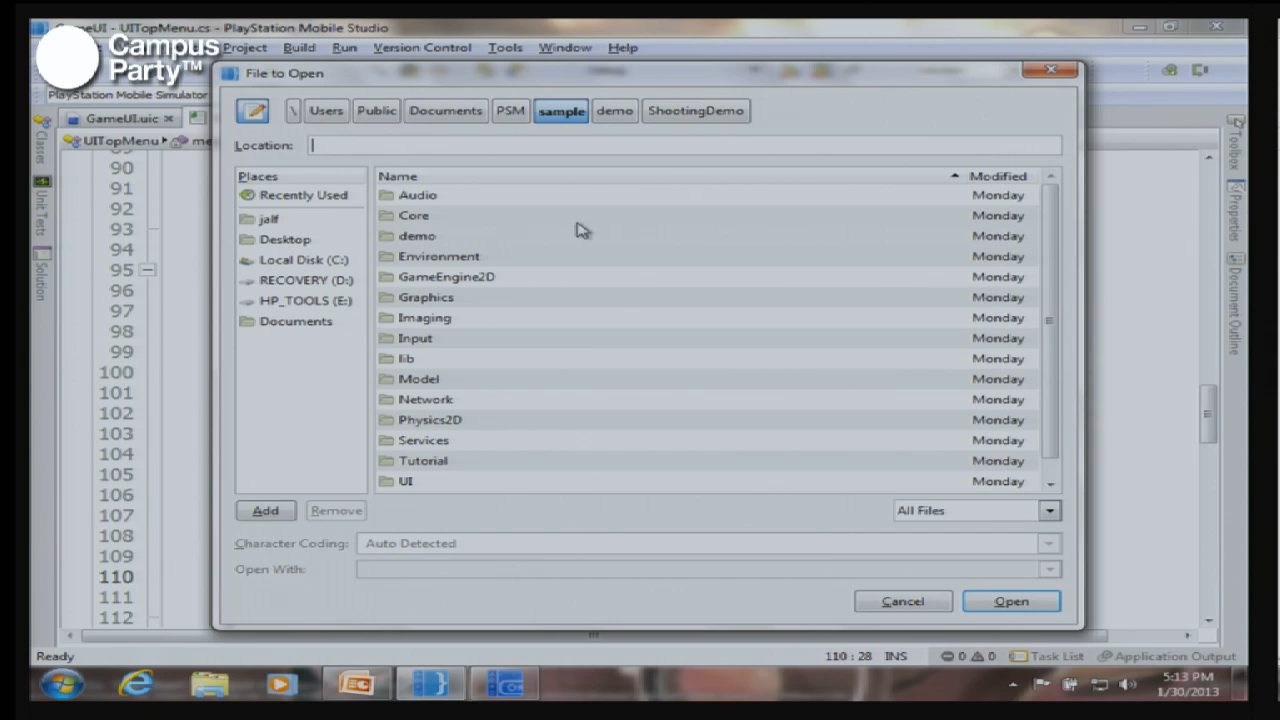 GameUI - UITopMenu.cs - PlayStation Mobile Studio
Campus
Party™
Project Build Run Version Control Tools Window Help
File to Open
PlayStation Mobile Simulator
\ Users Public Documents PSM sample demo ShootingDemo
GameUI.uic
UITopMenu
Location:
Places
Recently Used
jalf
Desktop
Local Disk (C:)
RECOVERY (D:)
HP_TOOLS (E:)
Documents
Name Modified
Audio Monday
Core Monday
demo Monday
Environment Monday
GameEngine2D Monday
Graphics Monday
Imaging Monday
Input Monday
lib Monday
Model Monday
Network Monday
Physics2D Monday
Services Monday
Tutorial Monday
UI Monday
Add Remove
All Files
Character Coding: Auto Detected
Open With:
Cancel Open
90
91
92
93
94
95
96
97
98
99
100
101
102
103
104
105
106
107
108
109
110
111
112
Classes
Unit Tests
Solution
Toolbox
Properties
Document Outline
Ready 110 : 28 INS 0 0 Task List Application Output
5:13 PM
1/30/2013